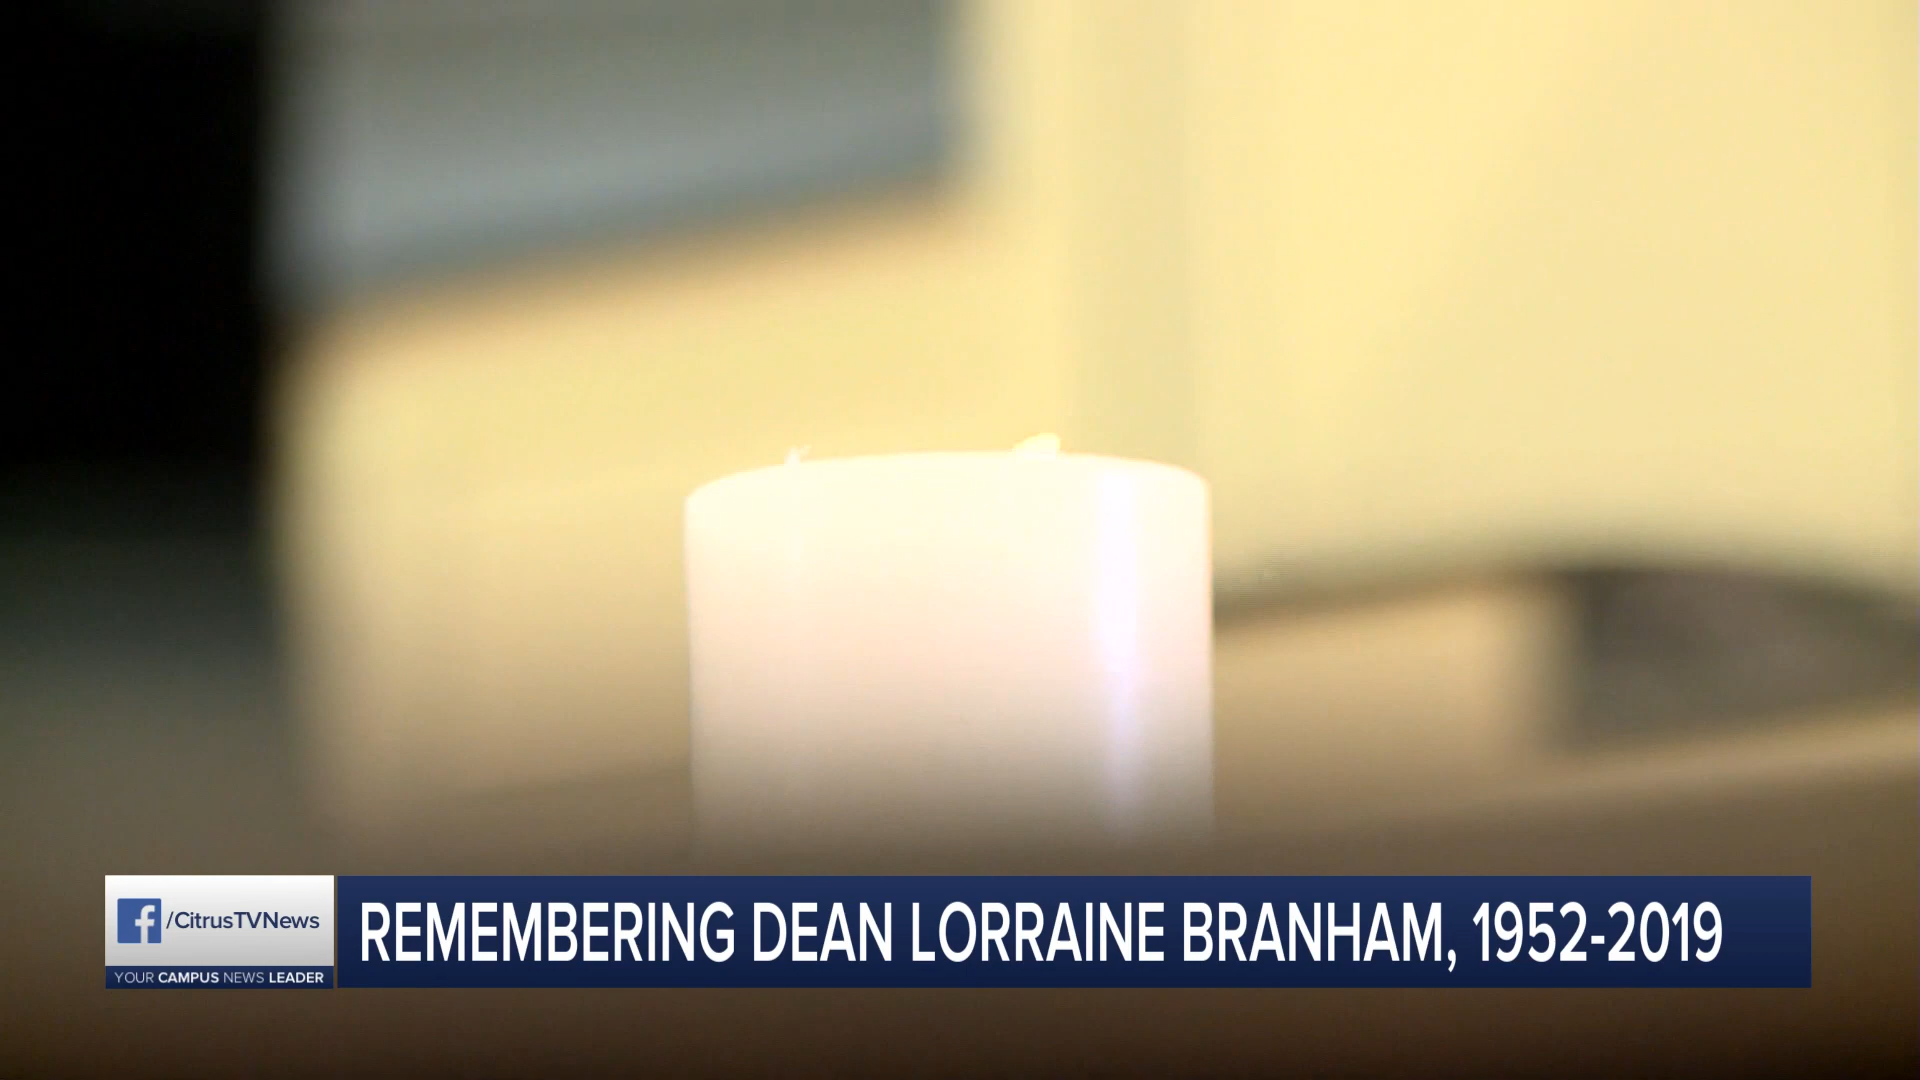 /CitrusTVNews
YOUR CAMPUS NEWS LEADER
REMEMBERING DEAN LORRAINE BRANHAM, 1952-2019